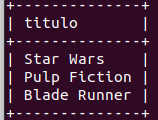 +--------------+
| titulo       |
+--------------+
| Star Wars    |
| Pulp Fiction |
| Blade Runner |
+--------------+